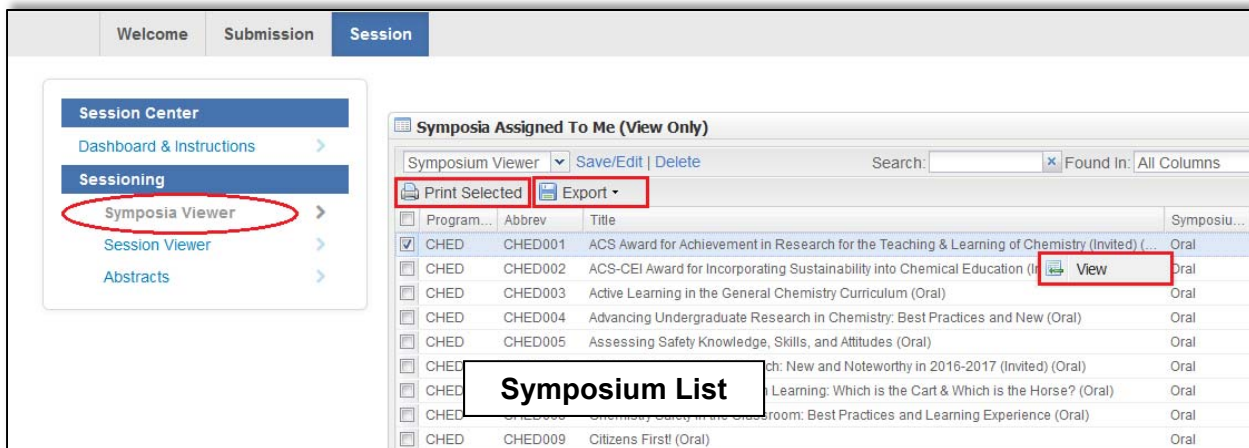 Welcome Submission Session
Session Center
Dashboard & Instructions
Sessioning
Symposia Viewer
Session Viewer
Abstracts
Symposia Assigned To Me (View Only)
Symposium Viewer Save/Edit | Delete Search: Found In: All Columns
Print Selected Export
Program... Abbrev Title Symposiu...
CHED CHED001 ACS Award for Achievement in Research for the Teaching & Learning of Chemistry (Invited) (... Oral
CHED CHED002 ACS-CEI Award for Incorporating Sustainability into Chemical Education (I View Oral
CHED CHED003 Active Learning in the General Chemistry Curriculum (Oral) Oral
CHED CHED004 Advancing Undergraduate Research in Chemistry: Best Practices and New (Oral) Oral
CHED CHED005 Assessing Safety Knowledge, Skills, and Attitudes (Oral) Oral
CHED ch: New and Noteworthy in 2016-2017 (Invited) (Oral) Oral
Symposium List
CHED Learning: Which is the Cart & Which is the Horse? (Oral) Oral
CHED Best Practices and Learning Experience (Oral) Oral
CHED CHED009 Citizens First! (Oral) Oral